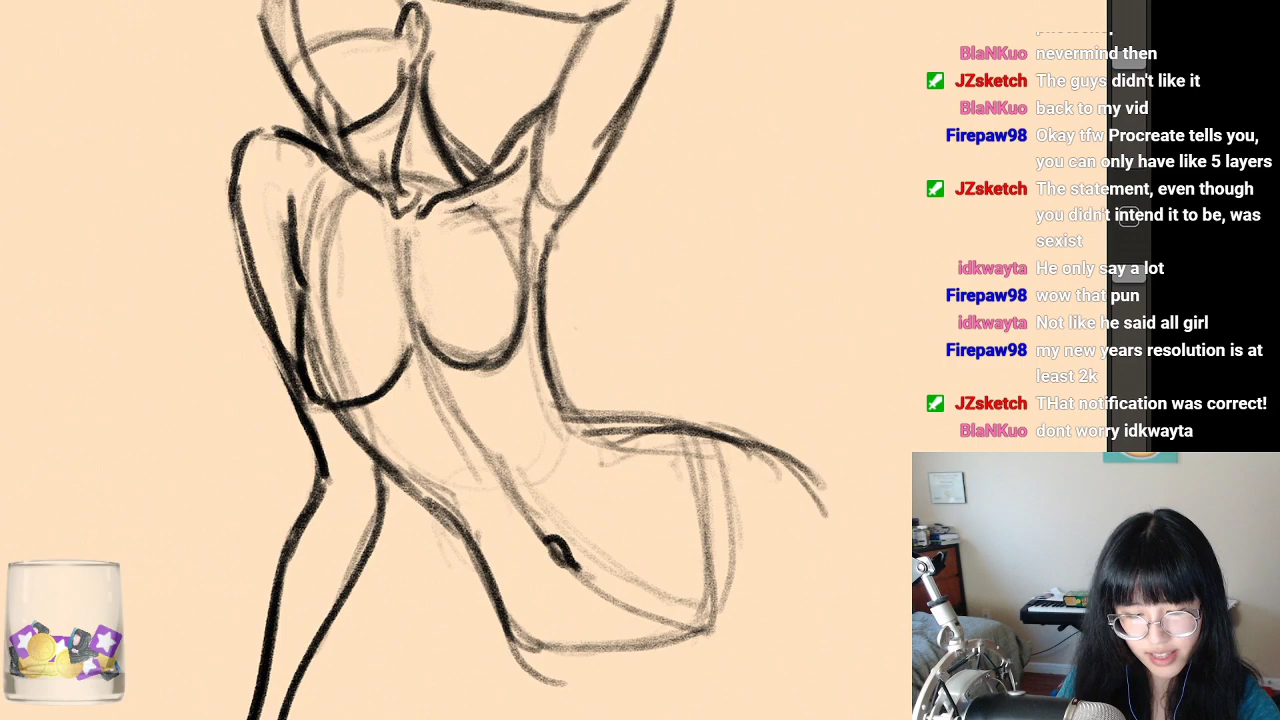 BlaNKuo nevermind then
JZsketch The guys didn't like it
BlaNKuo back to my vid
Firepaw98 Okay tfw Procreate tells you,
you can only have like 5 layers
JZsketch The statement, even though
you didn't intend it to be, was
sexist
idkwayta He only say a lot
Firepaw98 wow that pun
idkwayta Not like he said all girl
Firepaw98 my new years resolution is at
least 2k
JZsketch THat notification was correct!
BlaNKuo dont worry idkwayta